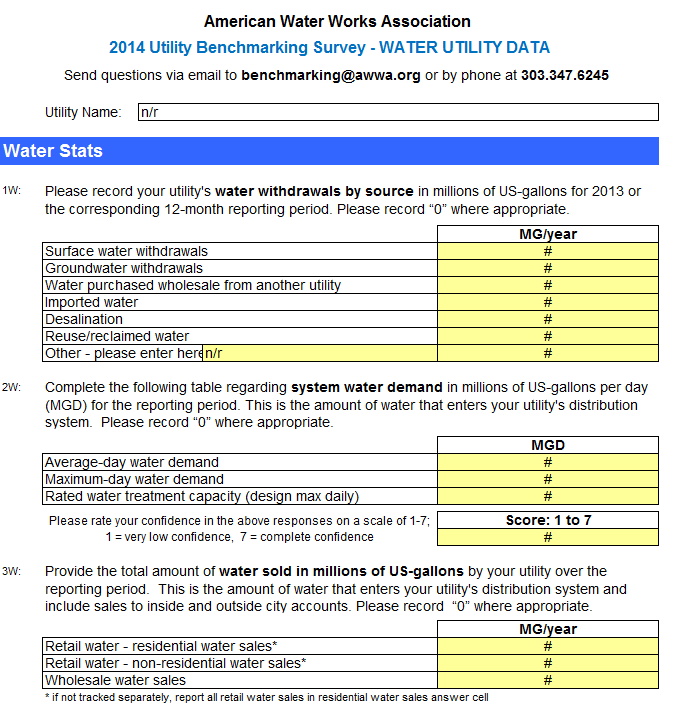 American Water Works Association
2014 Utility Benchmarking Survey - WATER UTILITY DATA
Send questions via email to benchmarking@awwa.org or by phone at 303.347.6245
Utility Name: n/r
Water Stats
1W: Please record your utility's water withdrawals by source in millions of US-gallons for 2013 or
the corresponding 12-month reporting period. Please record “0” where appropriate.
MG/year
Surface water withdrawals #
Groundwater withdrawals #
Water purchased wholesale from another utility #
Imported water #
Desalination #
Reuse/reclaimed water #
Other - please enter here n/r #
2W: Complete the following table regarding system water demand in millions of US-gallons per day
(MGD) for the reporting period. This is the amount of water that enters your utility's distribution
system. Please record “0” where appropriate.
MGD
Average-day water demand #
Maximum-day water demand #
Rated water treatment capacity (design max daily) #
Please rate your confidence in the above responses on a scale of 1-7; Score: 1 to 7
1 = very low confidence, 7 = complete confidence #
3W: Provide the total amount of water sold in millions of US-gallons by your utility over the
reporting period. This is the amount of water that enters your utility's distribution system and
include sales to inside and outside city accounts. Please record “0” where appropriate.
MG/year
Retail water - residential water sales* #
Retail water - non-residential water sales* #
Wholesale water sales #
* if not tracked separately, report all retail water sales in residential water sales answer cell